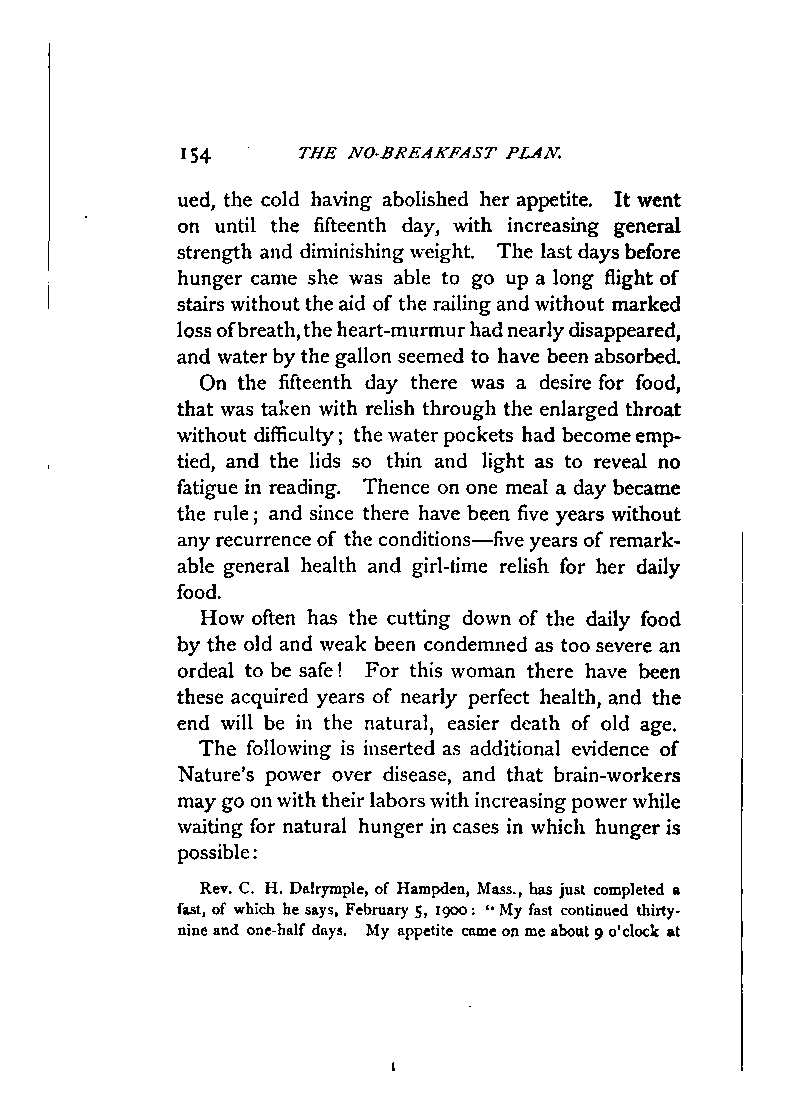 154 THE NO-BREAKFAST PLAN.
ued, the cold having abolished her appetite. It went
on until the fifteenth day, with increasing general
strength and diminishing weight. The last days before
hunger came she was able to go up a long flight of
stairs without the aid of the railing and without marked
loss of breath, the heart-murmur had nearly disappeared,
and water by the gallon seemed to have been absorbed.
On the fifteenth day there was a desire for food,
that was taken with relish through the enlarged throat
without difficulty; the water pockets had become emp-
tied, and the lids so thin and light as to reveal no
fatigue in reading. Thence on one meal a day became
the rule; and since there have been five years without
any recurrence of the conditions—five years of remark-
able general health and girl-time relish for her daily
food.
How often has the cutting down of the daily food
by the old and weak been condemned as too severe an
ordeal to be safe! For this woman there have been
these acquired years of nearly perfect health, and the
end will be in the natural, easier death of old age.
The following is inserted as additional evidence of
Nature's power over disease, and that brain-workers
may go on with their labors with increasing power while
waiting for natural hunger in cases in which hunger is
possible:
Rev. C. H. Dalrymple, of Hampden, Mass., has just completed a
fast, of which he says, February 5, 1900: "My fast continued thirty-
nine and one-half days. My appetite came on me about 9 o'clock at